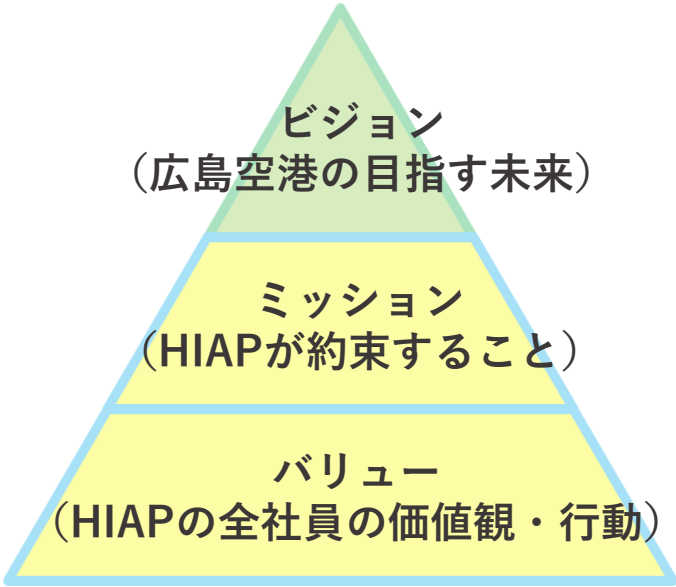 ビジョン
（広島空港の目指す未来）
ミッション
（HIAPが約束すること）
バリュー
（HIAPの全社員の価値観・行動）